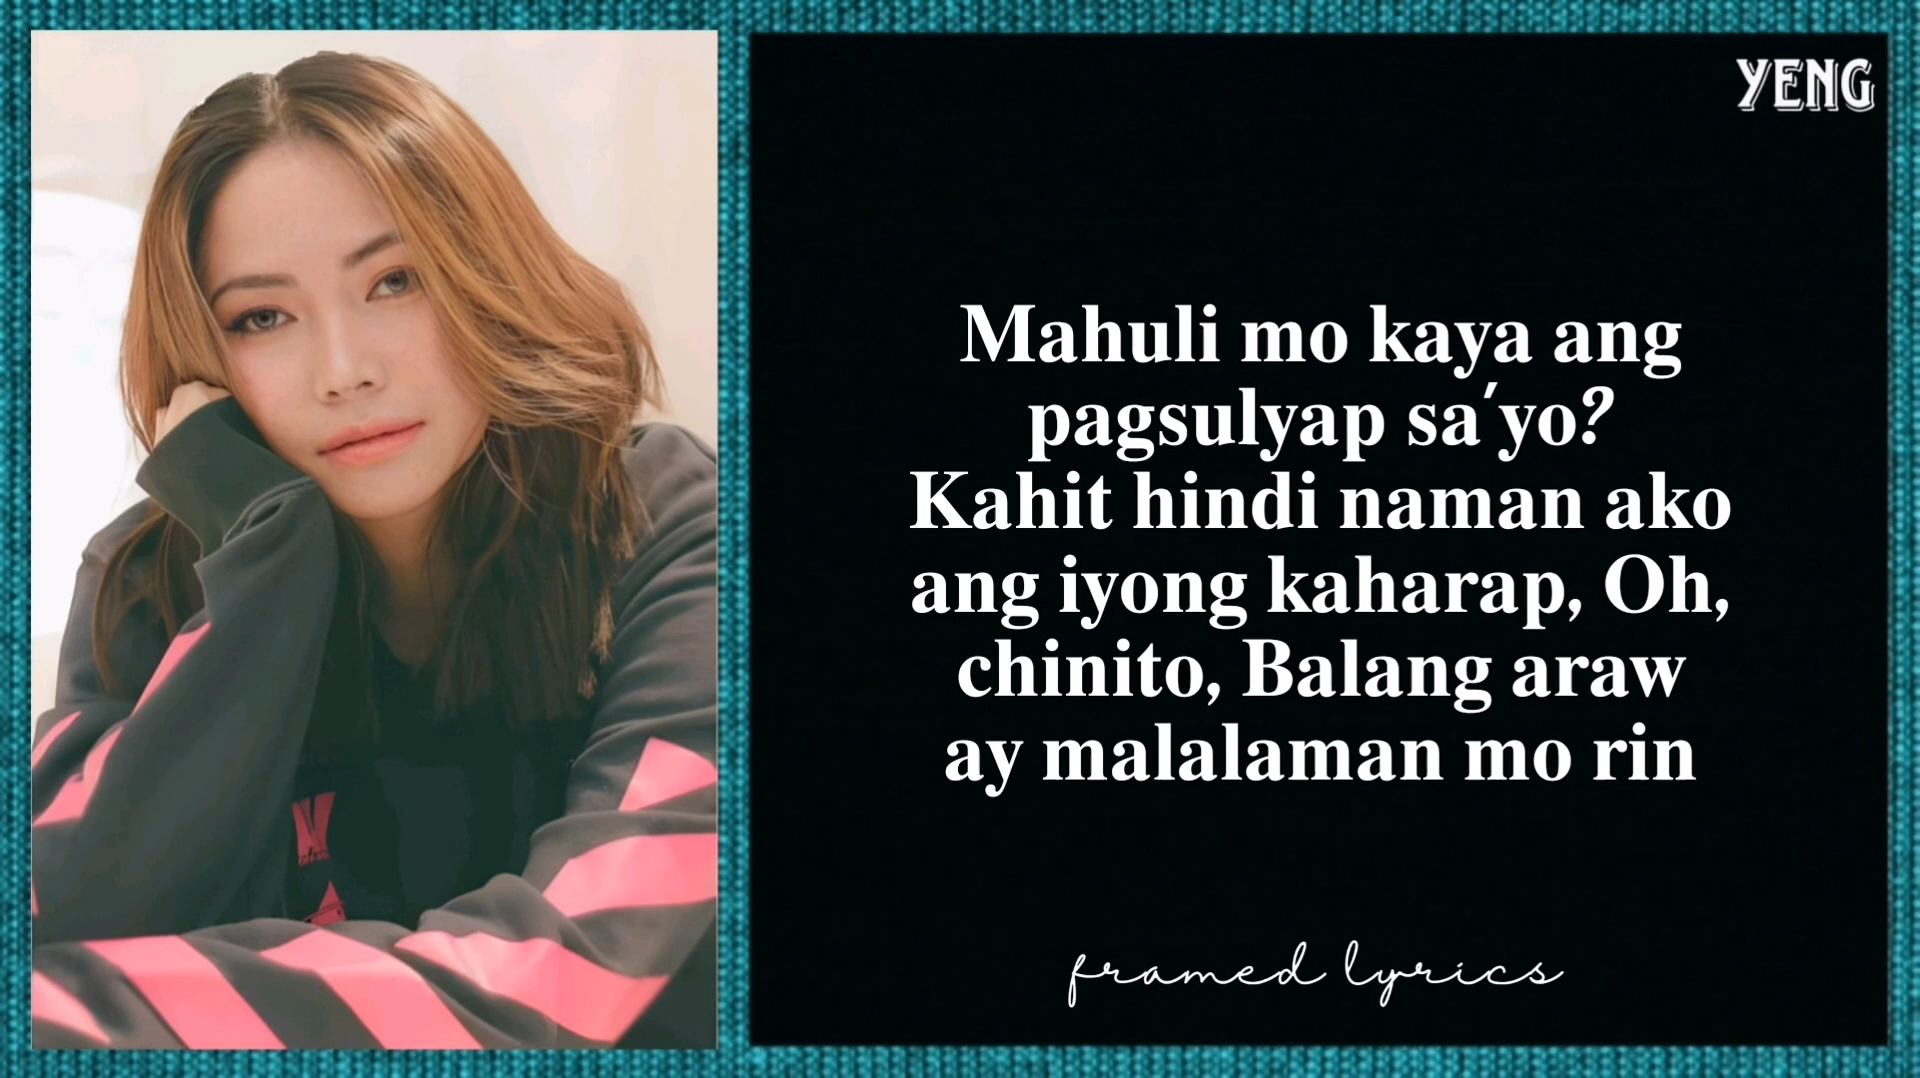 YENG
Mahuli mo kaya ang
pagsulyap sa'yo?
Kahit hindi naman ako
ang iyong kaharap, Oh,
chinito, Balang araw
ay malalaman mo rin
framed lyrics